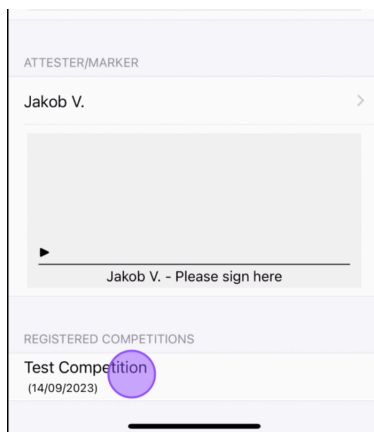 ATTESTER/MARKER
Jakob V.
Jakob V. - Please sign here
REGISTERED COMPETITIONS
Test Competition
(14/09/2023)